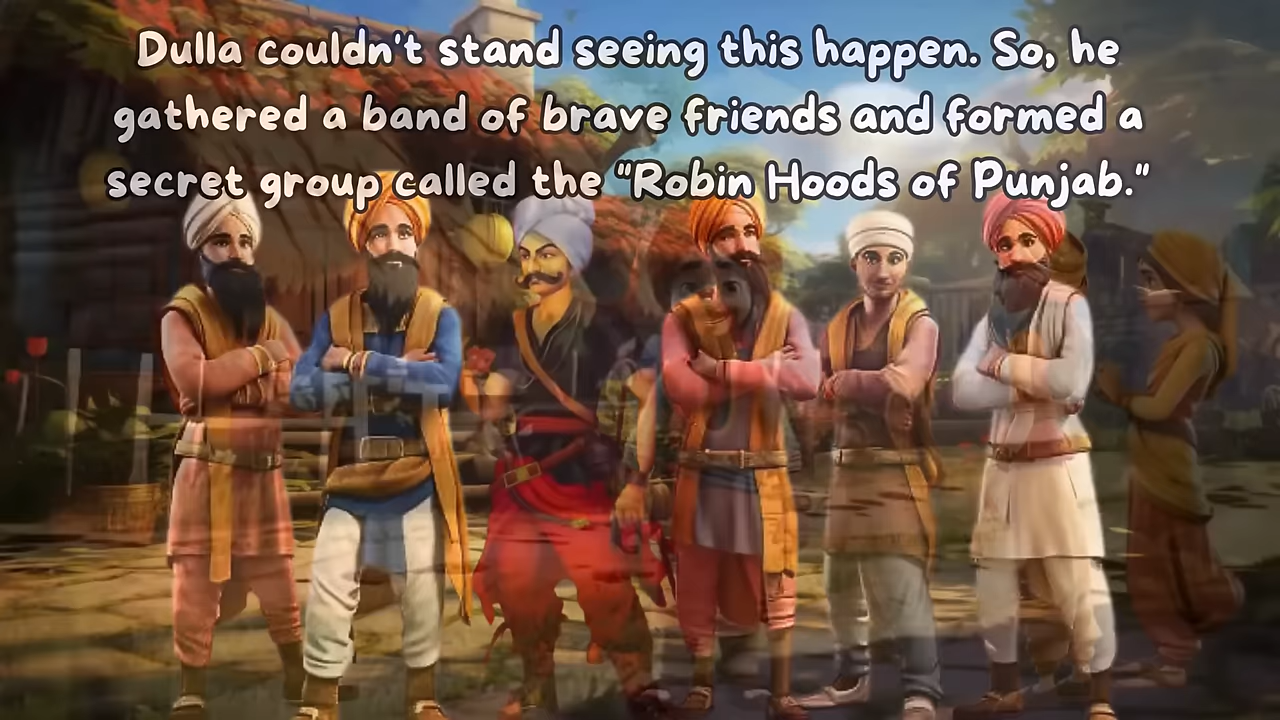 Dulla couldn't stand seeing this happen. So, he
gathered a band of brave friends and formed a
secret group called the "Robin Hoods of Punjab."